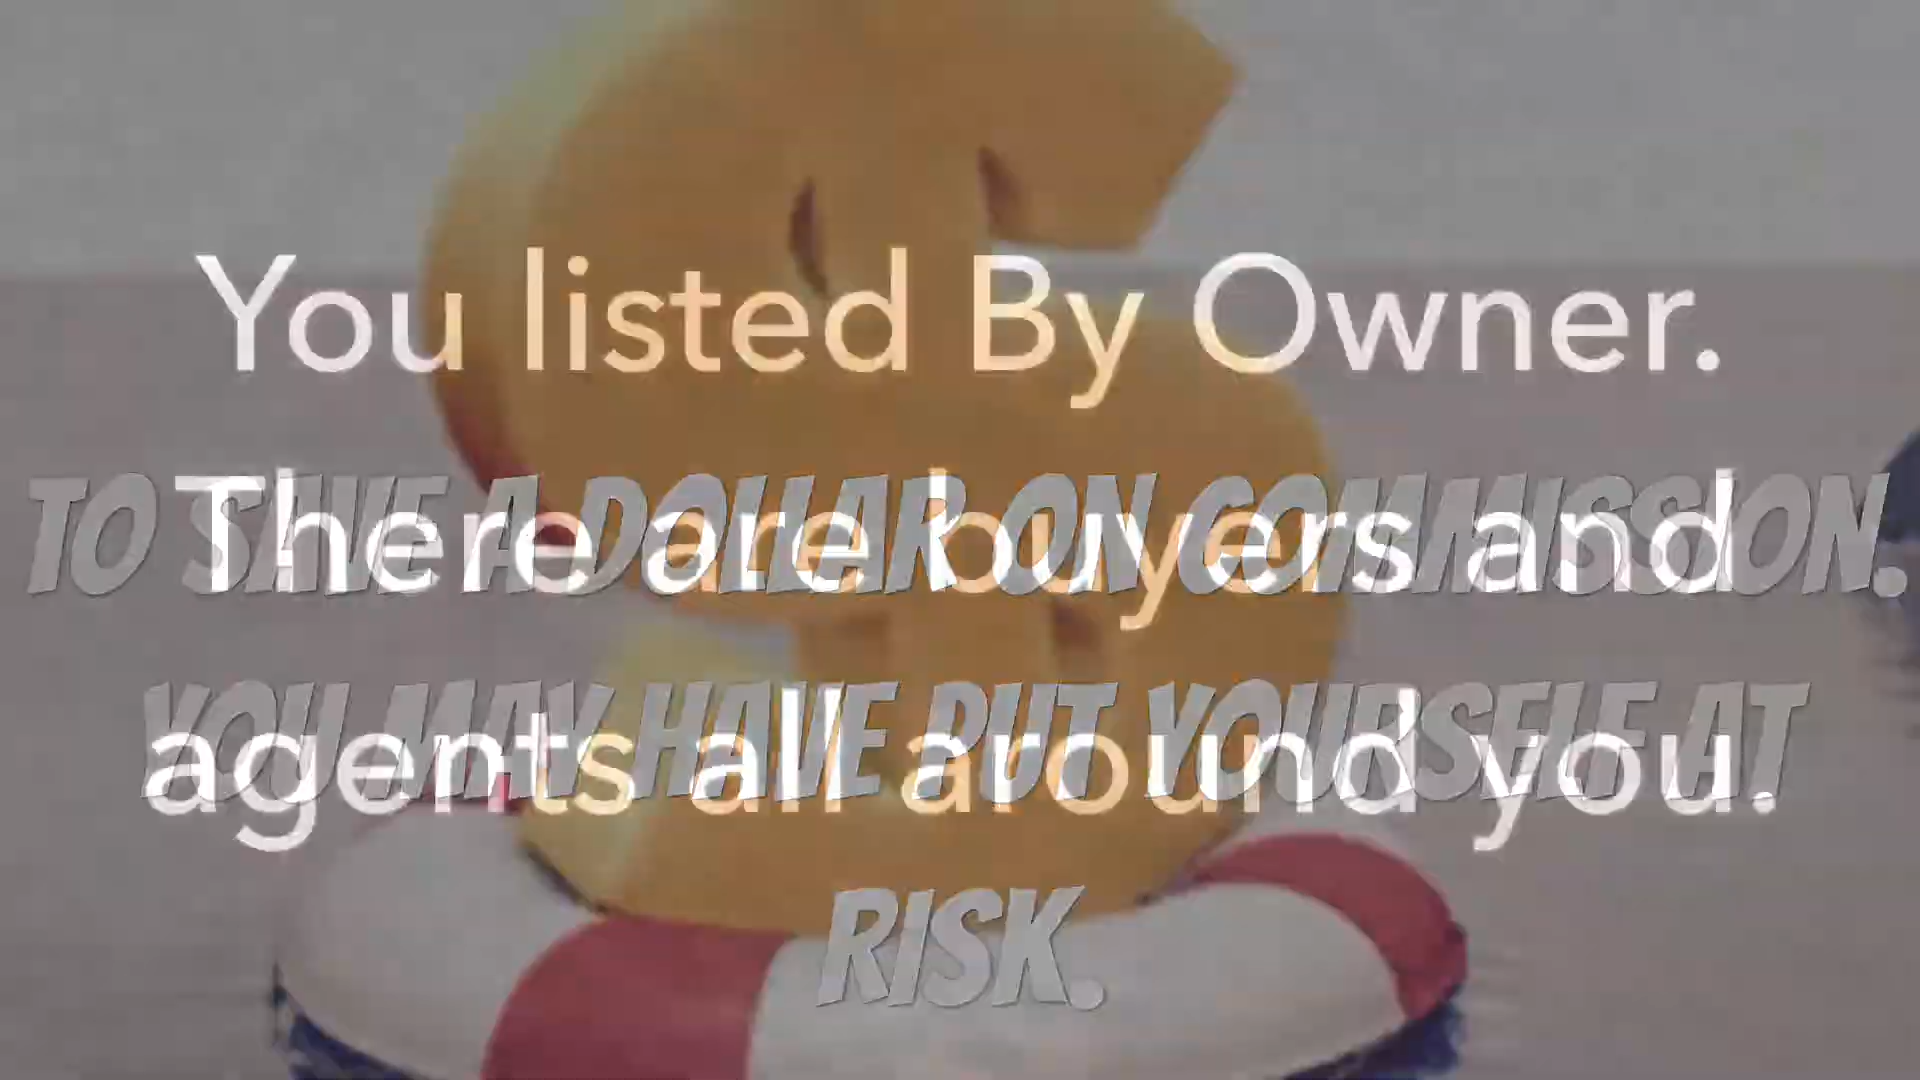 You listed By Owner.
There are buyers and
agents all around you.
TO SAVE A DOLLAR ON COMMISSION.
YOU MAY HAVE PUT YOURSELF AT
RISK.